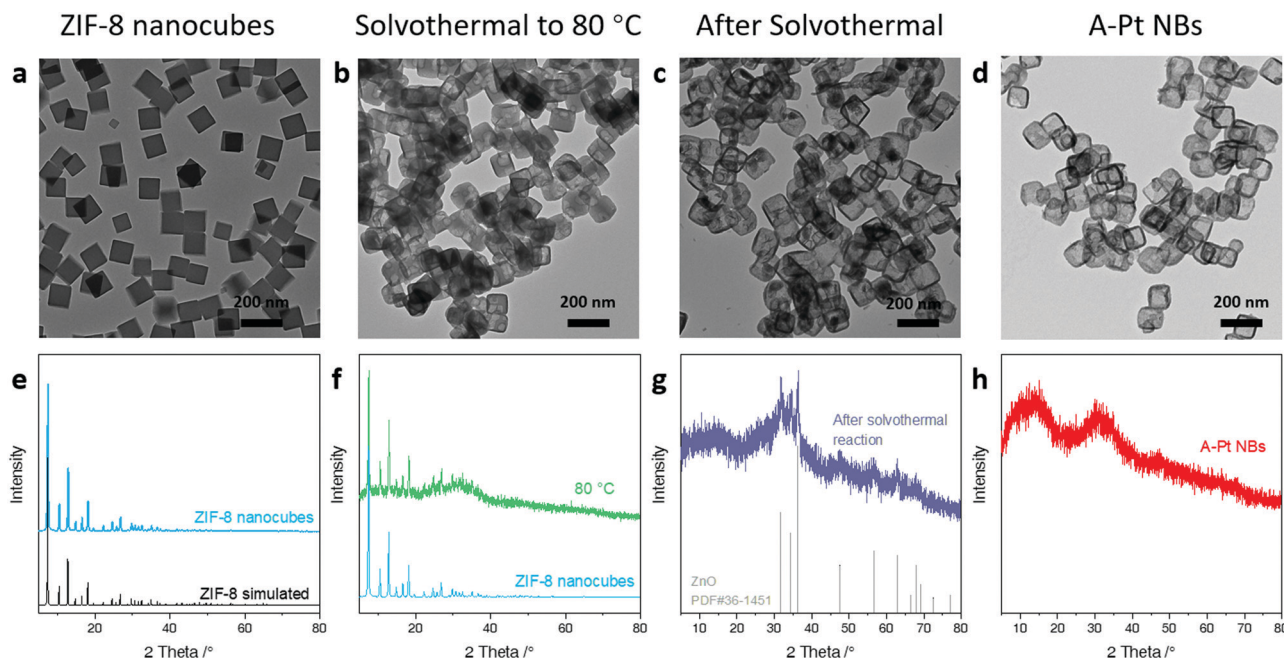 ZIF-8 nanocubes
Solvothermal to 80 °C
After Solvothermal
A-Pt NBs
a
b
c
d
200 nm
200 nm
200 nm
200 nm
e
f
g
h
Intensity
ZIF-8 nanocubes
ZIF-8 simulated
20 40 60 80
2 Theta /°
Intensity
80 °C
ZIF-8 nanocubes
20 40 60 80
2 Theta /°
Intensity
After solvothermal
reaction
ZnO
PDF#36-1451
10 20 30 40 50 60 70 80
2 Theta /°
Intensity
A-Pt NBs
10 20 30 40 50 60 70 80
2 Theta /°